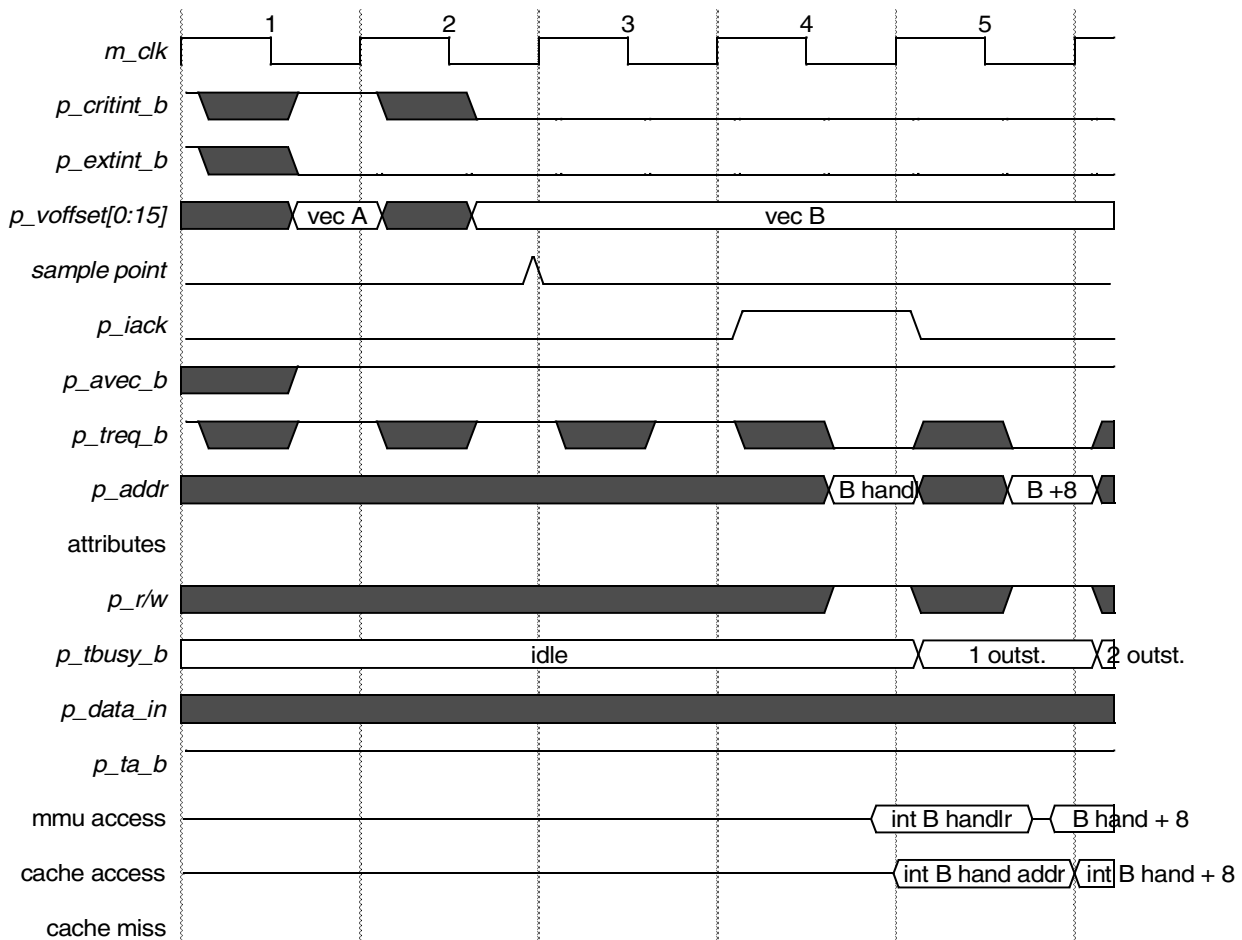 1 2 3 4 5
m_clk
p_critint_b
p_extint_b
p_voffset[0:15] vec A vec B
sample point
p_iack
p_avec_b
p_treq_b
p_addr B handl B +8
attributes
p_r/w
p_tbusy_b idle 1 outst. 2 outst.
p_data_in
p_ta_b
mmu access int B handlr B hand + 8
cache access int B hand addr int B hand + 8
cache miss